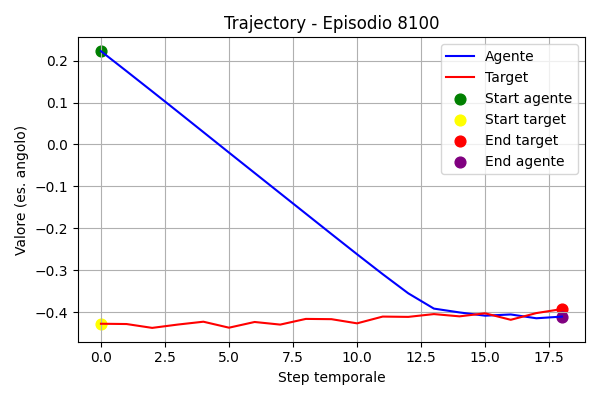 Trajectory - Episodio 8100
Valore (es. angolo)
0.2
0.1
0.0
−0.1
−0.2
−0.3
−0.4
0.0 2.5 5.0 7.5 10.0 12.5 15.0 17.5
Step temporale
Agente
Target
Start agente
Start target
End target
End agente